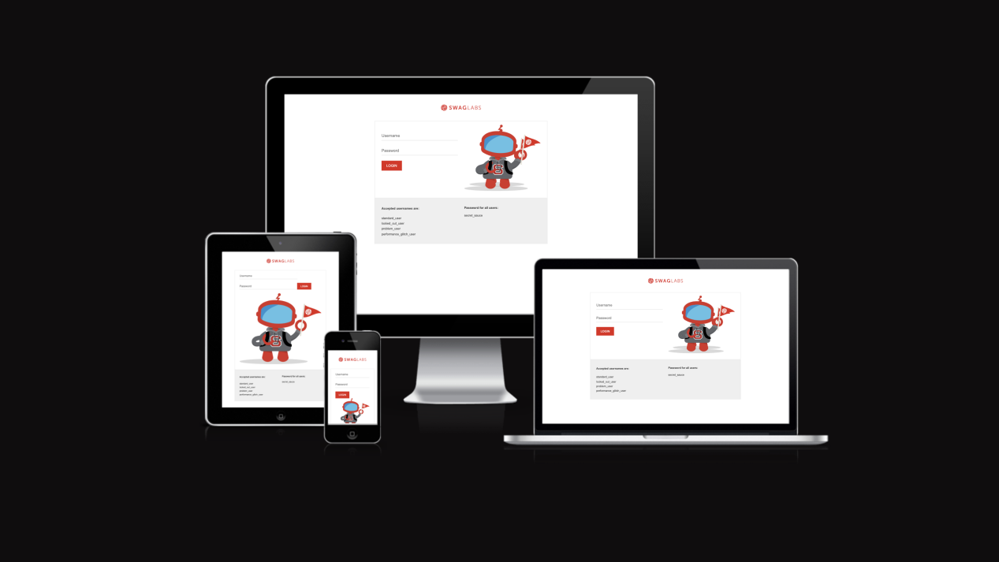 SWAGLABS
Username
Password
LOGIN
Accepted usernames are:
standard_user
locked_out_user
problem_user
performance_glitch_user
Password for all users:
secret_sauce
SWAGLABS
Username
Password
LOGIN
Accepted usernames are:
standard_user
locked_out_user
problem_user
performance_glitch_user
Password for all users:
secret_sauce
SWAGLABS
Username
Password
LOGIN
SWAGLABS
Username
Password
LOGIN
Accepted usernames are:
standard_user
locked_out_user
problem_user
performance_glitch_user
Password for all users:
secret_sauce